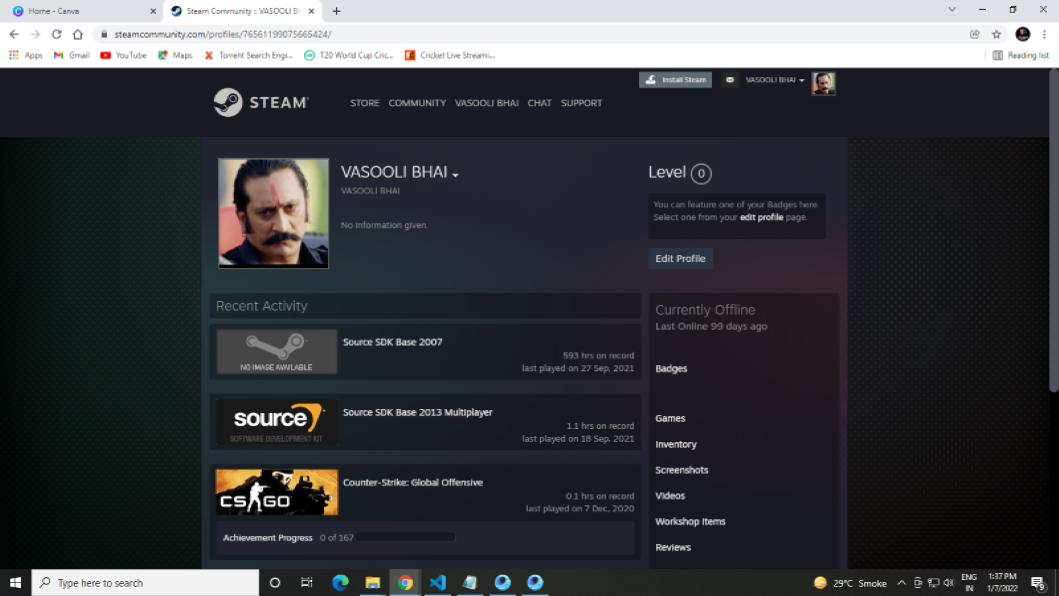 Home - Canva
Steam Community :: VASOOLI BH
steamcommunity.com/profiles/76561199075665424/
Apps Gmail YouTube Maps Torrent Search Engi... T20 World Cup Cric... Cricket Live Streami... Reading list
Install Steam VASOOLI BHAI
STEAM STORE COMMUNITY VASOOLI BHAI CHAT SUPPORT
VASOOLI BHAI
VASOOLI BHAI
No information given.
Level 0
You can feature one of your Badges here.
Select one from your edit profile page.
Edit Profile
Recent Activity
NO IMAGE AVAILABLE
Source SDK Base 2007
593 hrs on record
last played on 27 Sep, 2021
source
SOFTWARE DEVELOPMENT KIT
Source SDK Base 2013 Multiplayer
1.1 hrs on record
last played on 18 Sep, 2021
CS GO
Counter-Strike: Global Offensive
0.1 hrs on record
last played on 7 Dec, 2020
Achievement Progress 0 of 167
Currently Offline
Last Online 99 days ago
Badges
Games
Inventory
Screenshots
Videos
Workshop Items
Reviews
Type here to search
29°C Smoke
ENG
IN
1:37 PM
1/7/2022
9